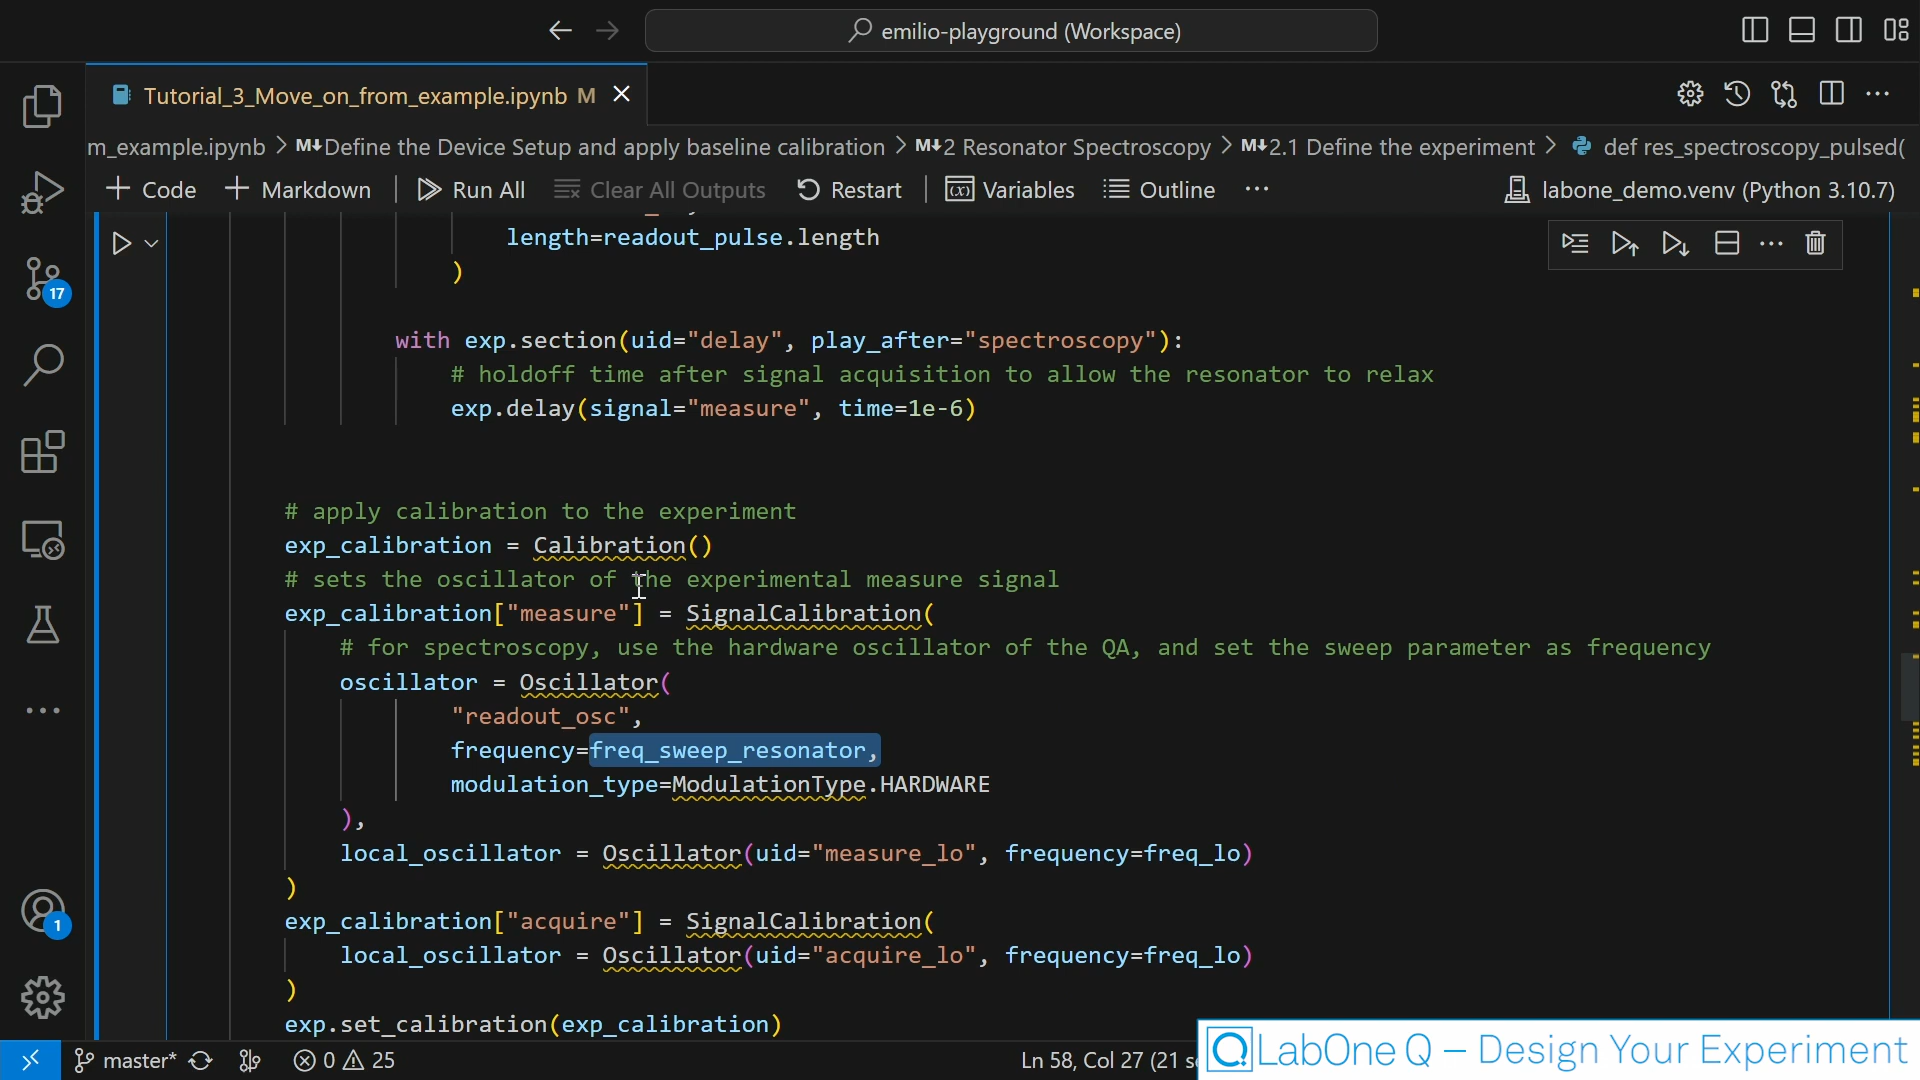 emilio-playground (Workspace)
Tutorial_3_Move_on_from_example.ipynb M
m_example.ipynb > M↓Define the Device Setup and apply baseline calibration > M↓2 Resonator Spectroscopy > M↓2.1 Define the experiment > def res_spectroscopy_pulsed(
+ Code + Markdown | Run All Clear All Outputs Restart | Variables Outline ··· labone_demo.venv (Python 3.10.7)
length=readout_pulse.length
)
with exp.section(uid="delay", play_after="spectroscopy"):
# holdoff time after signal acquisition to allow the resonator to relax
exp.delay(signal="measure", time=1e-6)
# apply calibration to the experiment
exp_calibration = Calibration()
# sets the oscillator of the experimental measure signal
exp_calibration["measure"] = SignalCalibration(
# for spectroscopy, use the hardware oscillator of the QA, and set the sweep parameter as frequency
oscillator = Oscillator(
"readout_osc",
frequency=freq_sweep_resonator,
modulation_type=ModulationType.HARDWARE
),
local_oscillator = Oscillator(uid="measure_lo", frequency=freq_lo)
)
exp_calibration["acquire"] = SignalCalibration(
local_oscillator = Oscillator(uid="acquire_lo", frequency=freq_lo)
)
exp.set_calibration(exp_calibration)
17
1
master* 0 25 Ln 58, Col 27 (21 s
LabOne Q – Design Your Experiment